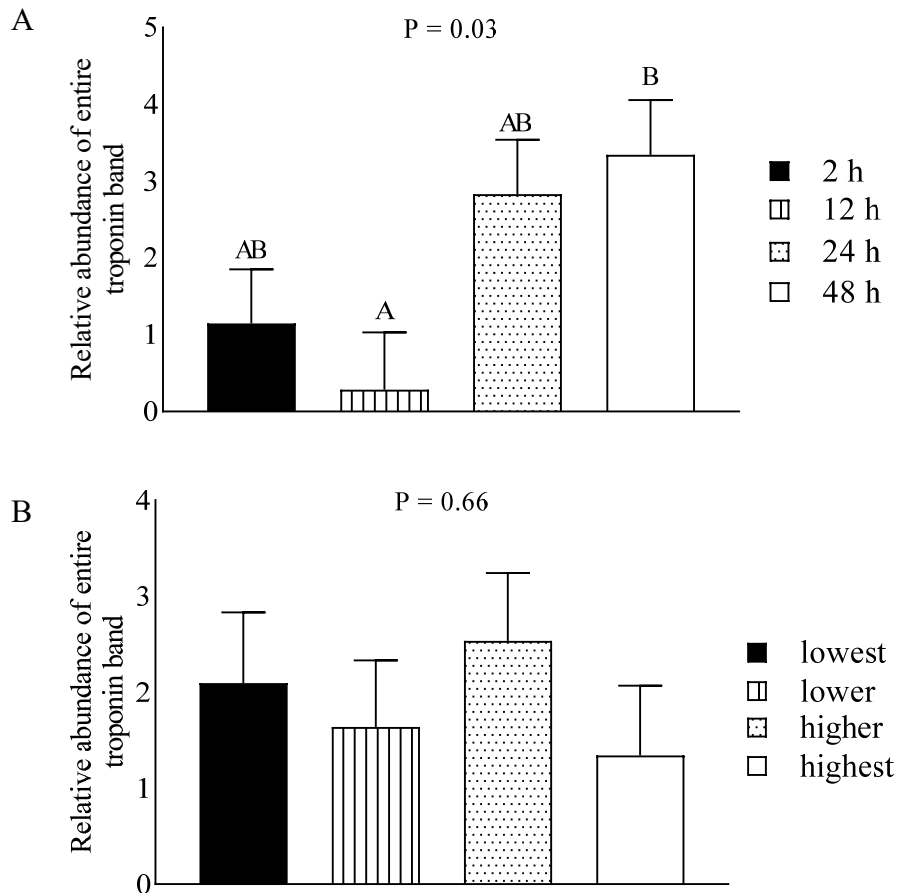 A
P = 0.03
Relative abundance of entire
troponin band
5
4
3
2
1
0
AB
A
AB
B
2 h
12 h
24 h
48 h
B
P = 0.66
Relative abundance of entire
troponin band
4
3
2
1
0
lowest
lower
higher
highest